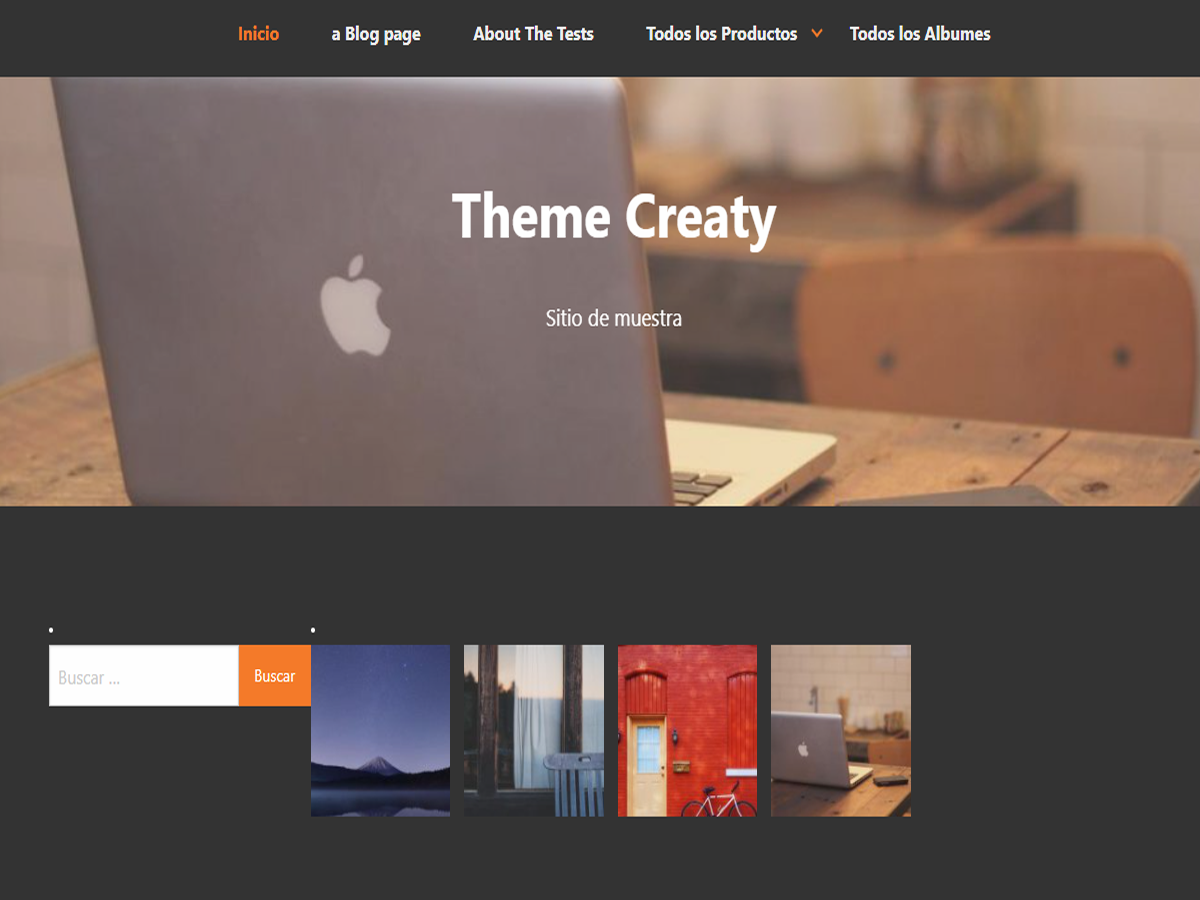 Inicio a Blog page About The Tests Todos los Productos Todos los Albumes
Theme Creaty
Sitio de muestra
Buscar ... Buscar